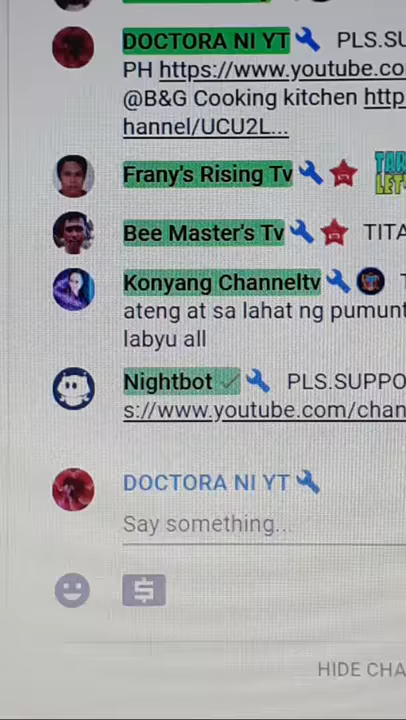 DOCTORA NI YT PLS.SU
PH https://www.youtube.co
@B&G Cooking kitchen http
hannel/UCU2L...
Frany's Rising Tv
Bee Master's Tv TITA
Konyang Channeltv
ateng at sa lahat ng pumunt
labyu all
Nightbot PLS.SUPPO
s://www.youtube.com/chan
DOCTORA NI YT
Say something...
HIDE CHA